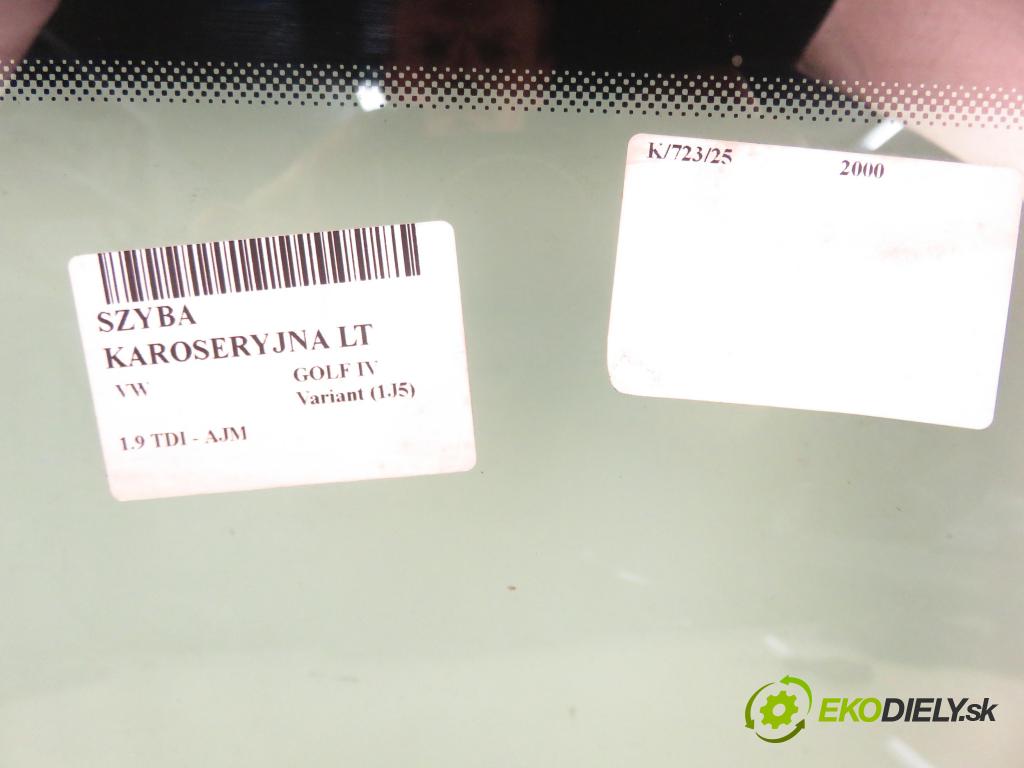 K/723/25 2000
SZYBA
KAROSERYJNA LT
VW GOLF IV
Variant (1J5)
1.9 TDI - AJM
EKODIELY.sk